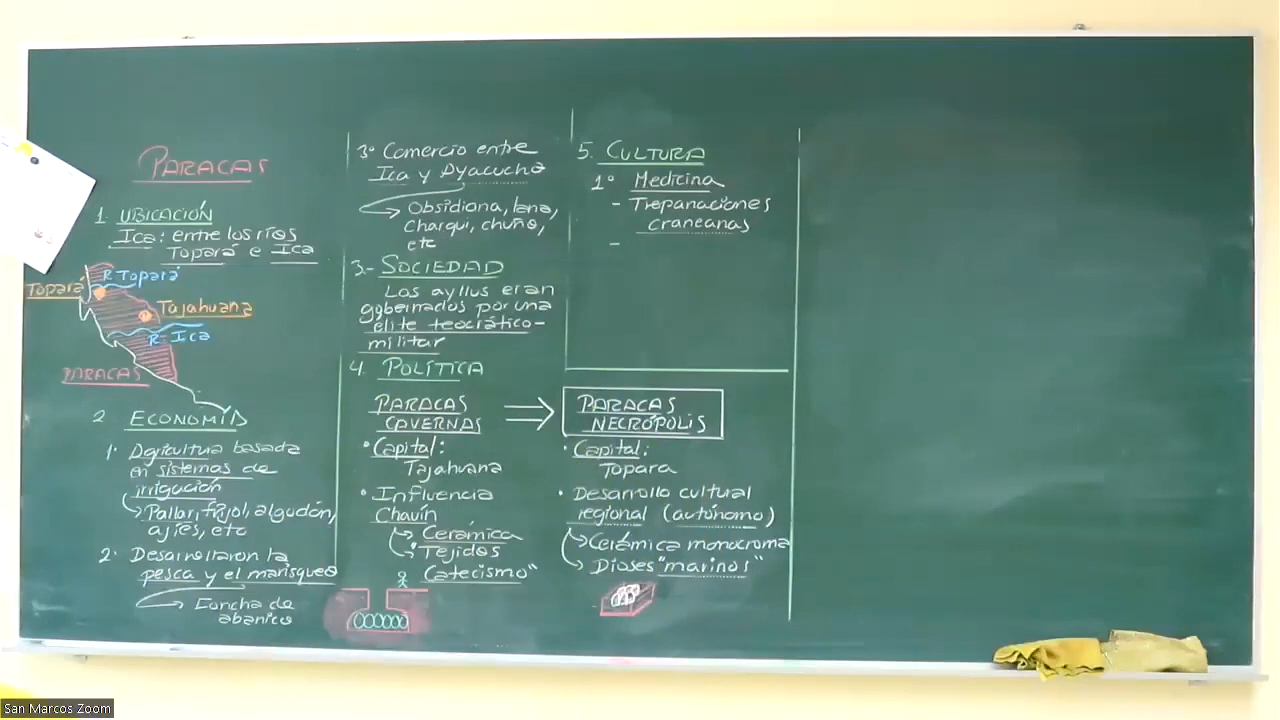 PARACAS
1. UBICACIÓN
Ica: entre los ríos
Topará e Ica
R. Topará
Topará
Tajahuana
R. Ica
PARACAS
2 ECONOMÍA
1· Agricultura basada
en sistemas de
irrigación
Pallar, frijol, algodón,
ajíes, etc
2· Desarrollaron la
pesca y el marisqueo
Concha de
abanico
3° Comercio entre
Ica y Ayacucho
Obsidiana, lana,
charqui, chuño,
etc
3.- SOCIEDAD
Los ayllus eran
gobernados por una
élite teocrático-
militar
4. POLÍTICA
PARACAS
CAVERNAS
• Capital:
Tajahuana
• Influencia
Chavín
Cerámica
Tejidos
"Catecismo"
PARACAS
NECRÓPOLIS
• Capital:
Topara
• Desarrollo cultural
regional (autónomo)
Cerámica monocroma
Dioses "marinos"
5. CULTURA
1° Medicina
- Trepanaciones
craneanas
-
San Marcos Zoom